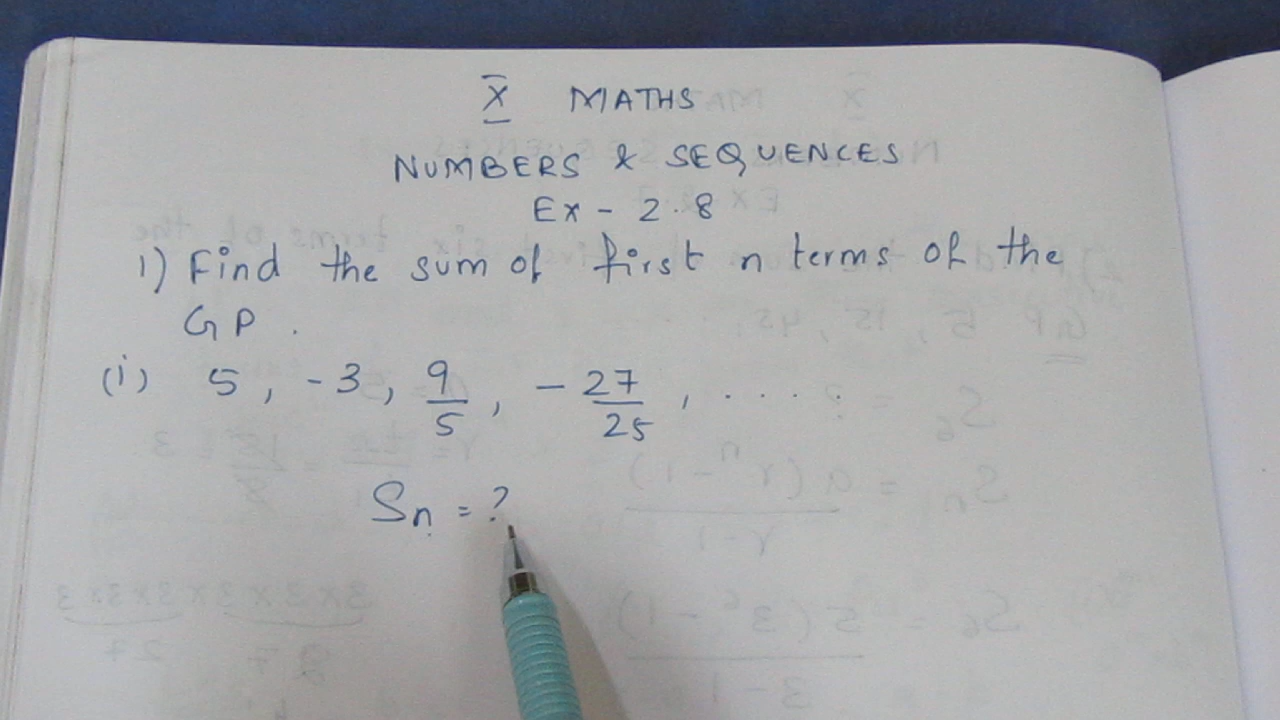 X MATHS
NUMBERS & SEQUENCES
Ex - 2.8
1) Find the sum of first n terms of the
GP.
(i) 5, -3, 9/5, -27/25, .....
Sn = ?